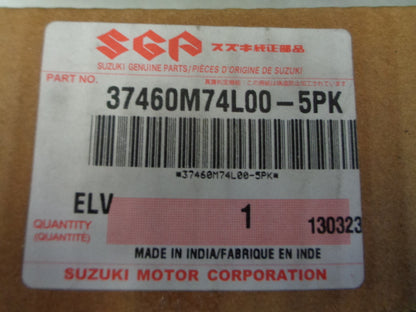 SGP スズキ純正部品
SUZUKI GENUINE PARTS/PIÈCES D'ORIGINE DE SUZUKI
PART NO.
37460M74L00-5PK
*37460M74L00-5PK*
ELV
QUANTITY
(QUANTITÉ)
1
130323
MADE IN INDIA/FABRIQUE EN INDE
SUZUKI MOTOR CORPORATION